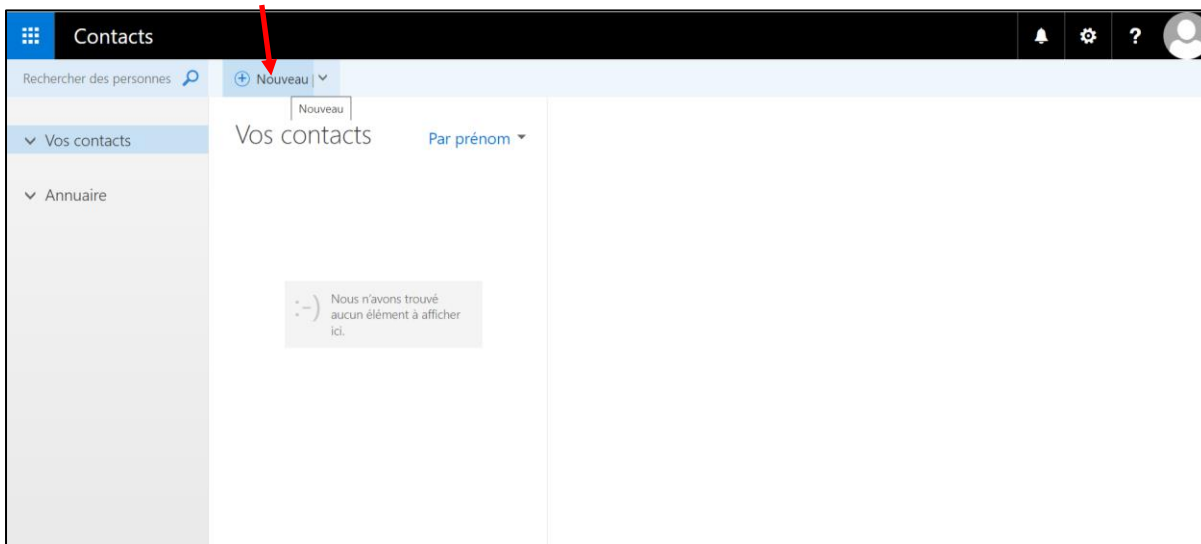 Contacts
?
Rechercher des personnes
Nouveau
Nouveau
Vos contacts
Vos contacts
Par prénom
Annuaire
:-)
Nous n'avons trouvé
aucun élément à afficher
ici.